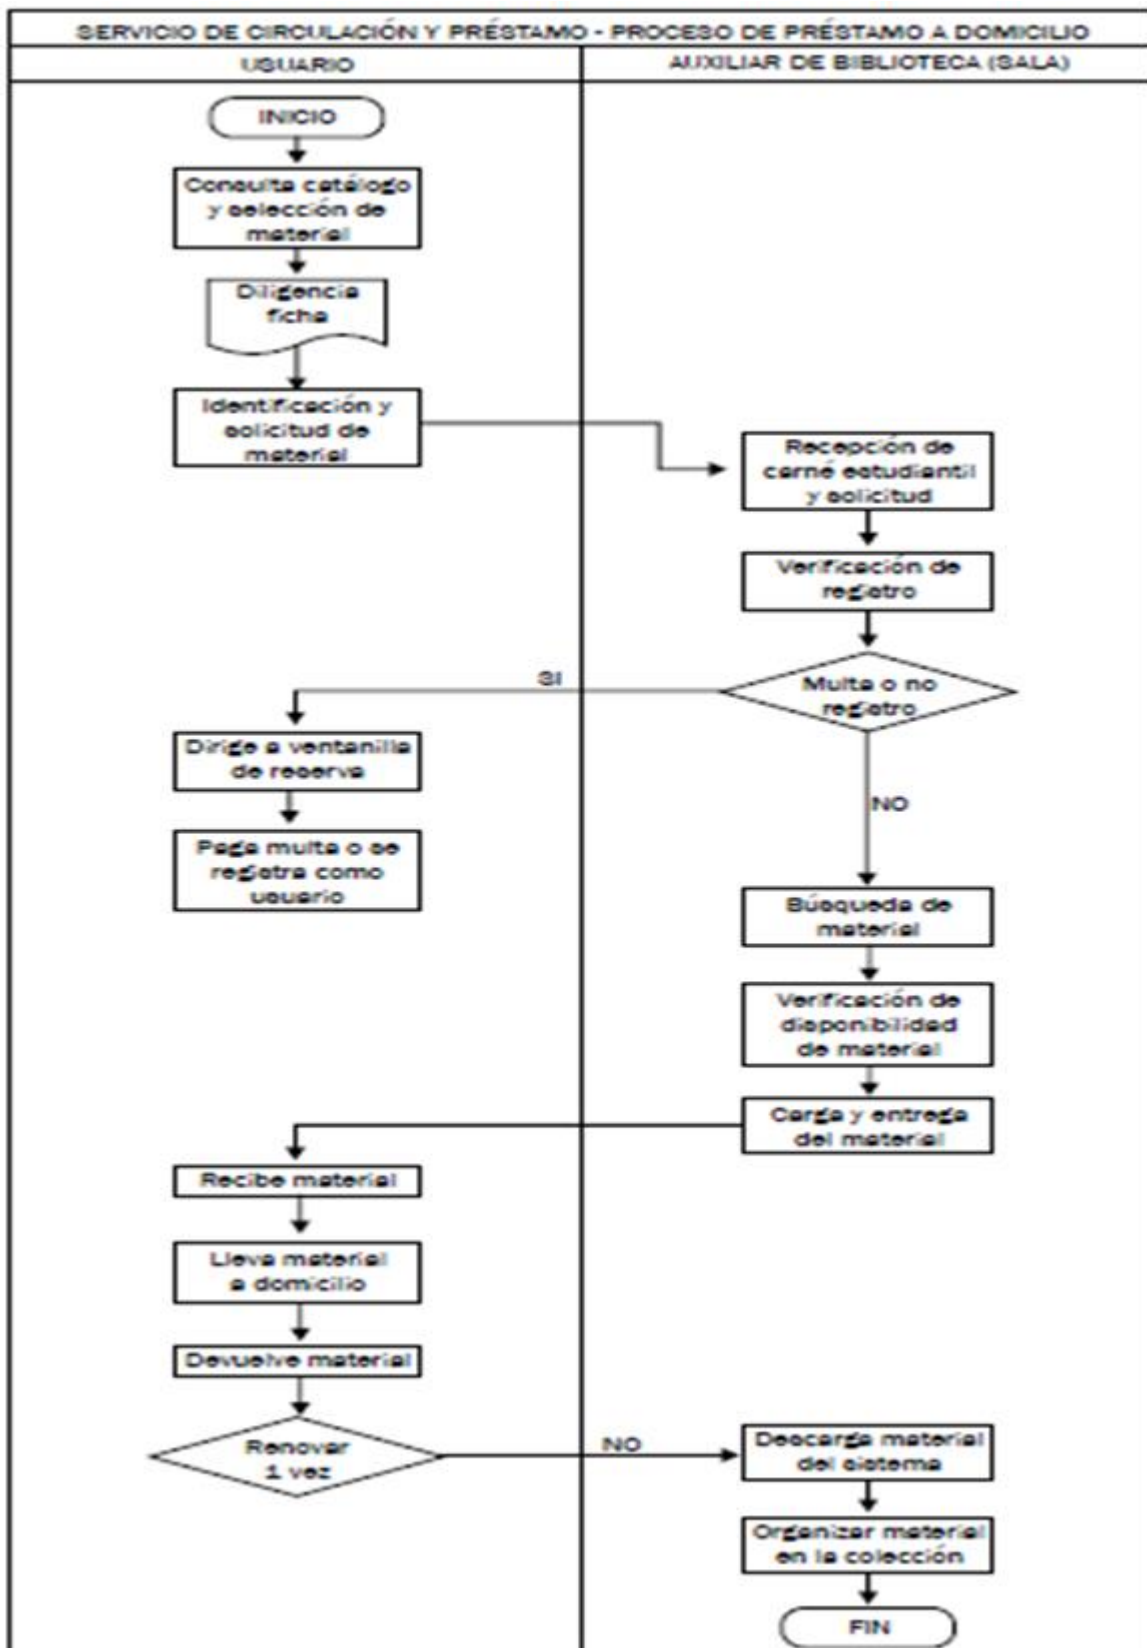 SERVICIO DE CIRCULACIÓN Y PRÉSTAMO - PROCESO DE PRÉSTAMO A DOMICILIO
USUARIO
AUXILIAR DE BIBLIOTECA (SALA)
INICIO
Consulta catálogo
y selección de
material
Diligencia
ficha
Identificación y
solicitud de
material
Recepción de
carné estudiantil
y solicitud
Verificación de
registro
Multa o no
registro
SI
Dirige a ventanilla
de reserva
Paga multa o se
registra como
usuario
NO
Búsqueda de
material
Verificación de
disponibilidad
de material
Carga y entrega
del material
Recibe material
Lleva material
a domicilio
Devuelve material
Renovar
1 vez
NO
Descarga material
del sistema
Organizar material
en la colección
FIN